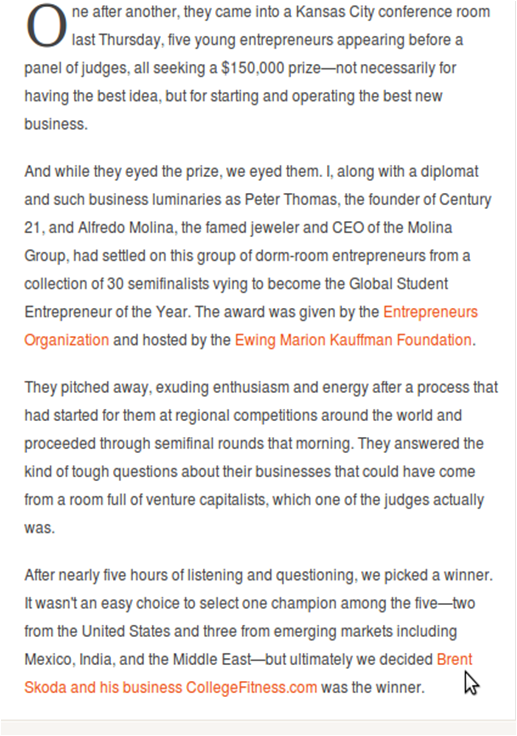 One after another, they came into a Kansas City conference room
last Thursday, five young entrepreneurs appearing before a
panel of judges, all seeking a $150,000 prize—not necessarily for
having the best idea, but for starting and operating the best new
business.
And while they eyed the prize, we eyed them. I, along with a diplomat
and such business luminaries as Peter Thomas, the founder of Century
21, and Alfredo Molina, the famed jeweler and CEO of the Molina
Group, had settled on this group of dorm-room entrepreneurs from a
collection of 30 semifinalists vying to become the Global Student
Entrepreneur of the Year. The award was given by the Entrepreneurs
Organization and hosted by the Ewing Marion Kauffman Foundation.
They pitched away, exuding enthusiasm and energy after a process that
had started for them at regional competitions around the world and
proceeded through semifinal rounds that morning. They answered the
kind of tough questions about their businesses that could have come
from a room full of venture capitalists, which one of the judges actually
was.
After nearly five hours of listening and questioning, we picked a winner.
It wasn't an easy choice to select one champion among the five—two
from the United States and three from emerging markets including
Mexico, India, and the Middle East—but ultimately we decided Brent
Skoda and his business CollegeFitness.com was the winner.